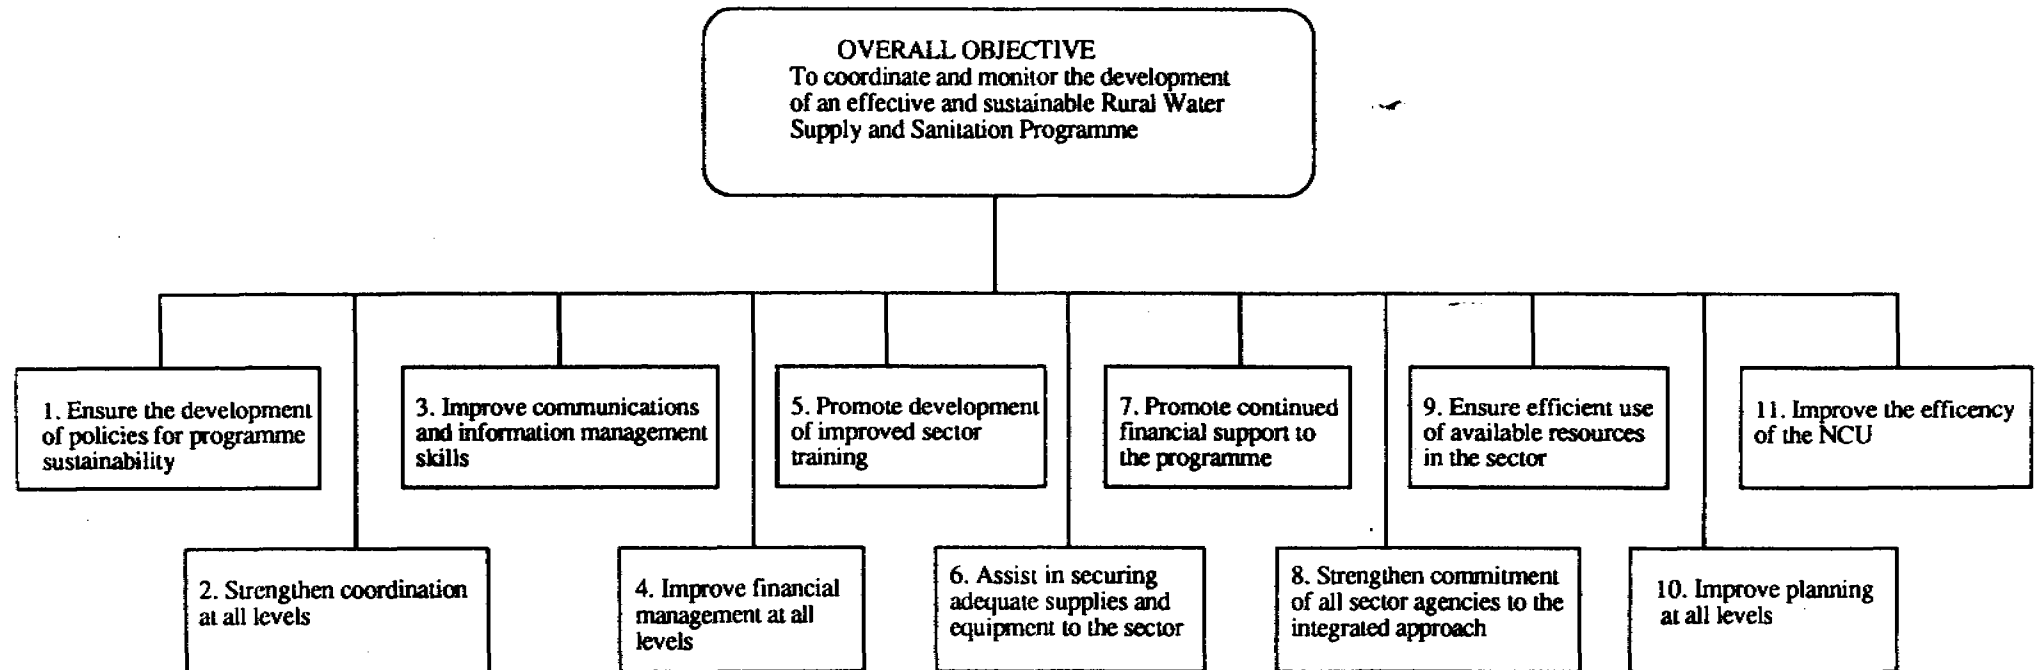 OVERALL OBJECTIVE
To coordinate and monitor the development
of an effective and sustainable Rural Water
Supply and Sanitation Programme
1. Ensure the development
of policies for programme
sustainability
2. Strengthen coordination
at all levels
3. Improve communications
and information management
skills
4. Improve financial
management at all
levels
5. Promote development
of improved sector
training
6. Assist in securing
adequate supplies and
equipment to the sector
7. Promote continued
financial support to
the programme
8. Strengthen commitment
of all sector agencies to the
integrated approach
9. Ensure efficient use
of available resources
in the sector
10. Improve planning
at all levels
11. Improve the efficency
of the NCU